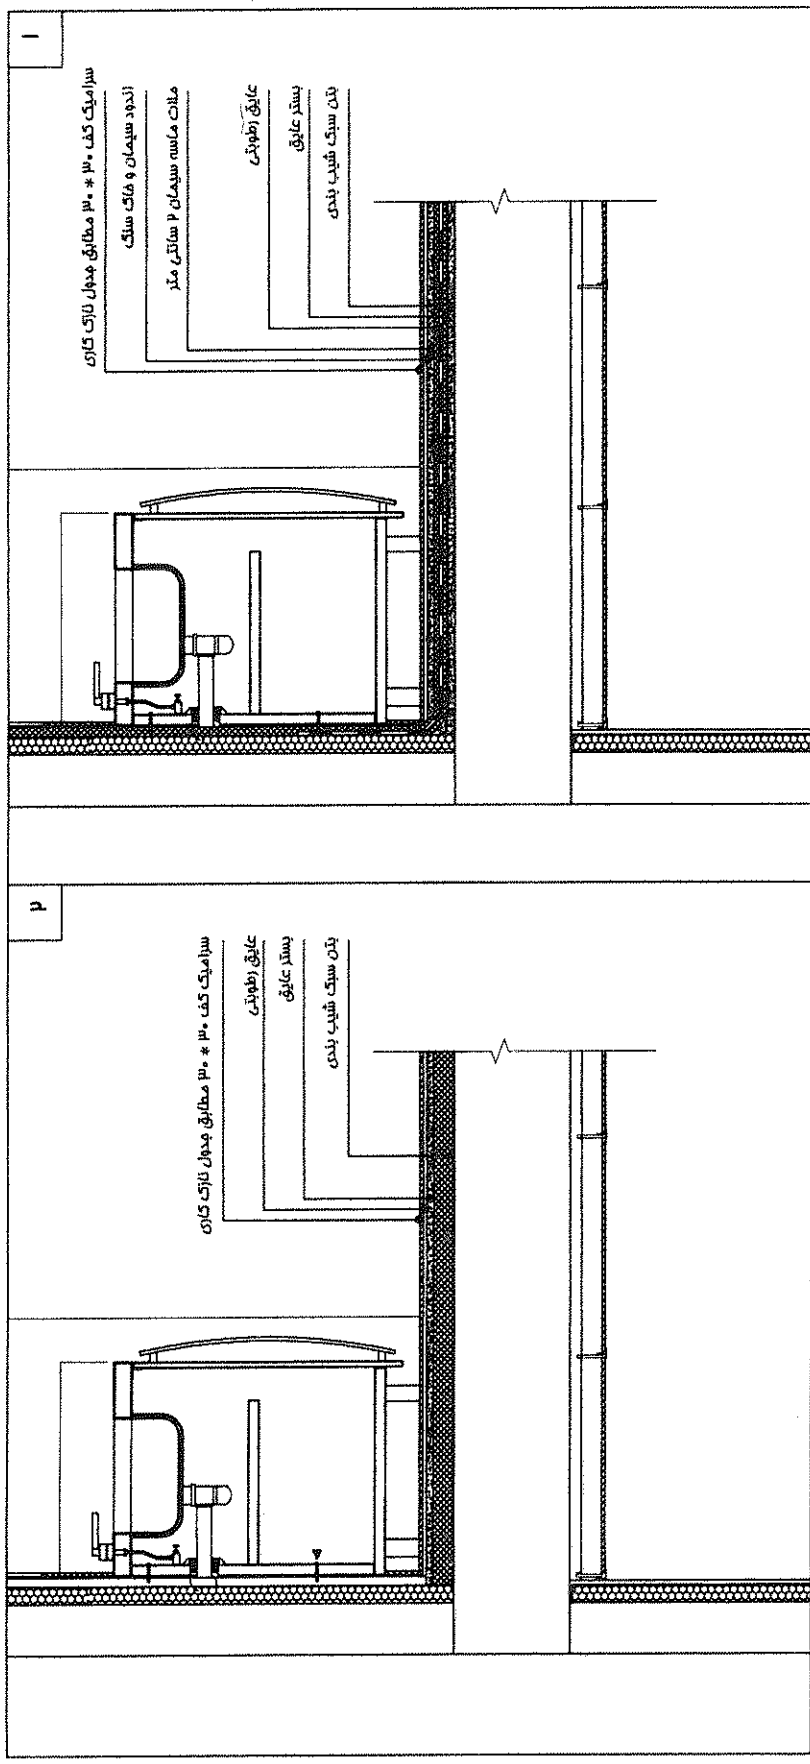 ۱
سرامیک کف ۳۰ * ۳۰ مطابق جدول نازک کاری
اندود سیمان و خاک سنگ
ملات ماسه سیمان ۲ سانتی متر
عایق رطوبتی
بستر عایق
بتن سبک شیب بندی
۲
سرامیک کف ۳۰ * ۳۰ مطابق جدول نازک کاری
عایق رطوبتی
بستر عایق
بتن سبک شیب بندی